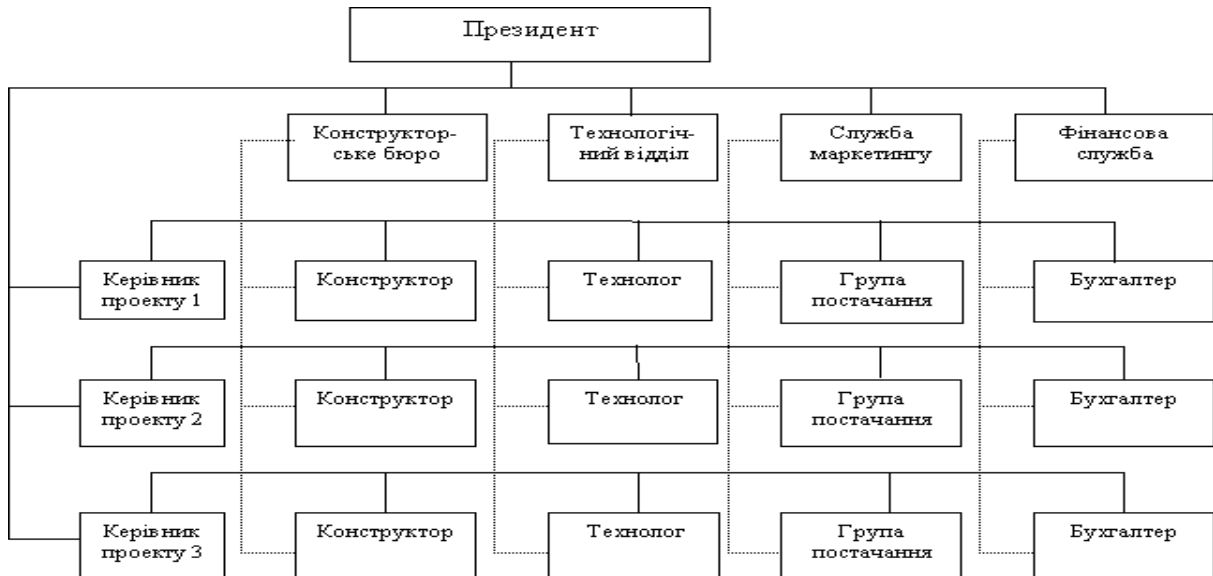 Президент
Конструктор-
ське бюро
Технологіч-
ний відділ
Служба
маркетингу
Фінансова
служба
Керівник
проекту 1
Конструктор
Технолог
Група
постачання
Бухгалтер
Керівник
проекту 2
Конструктор
Технолог
Група
постачання
Бухгалтер
Керівник
проекту 3
Конструктор
Технолог
Група
постачання
Бухгалтер